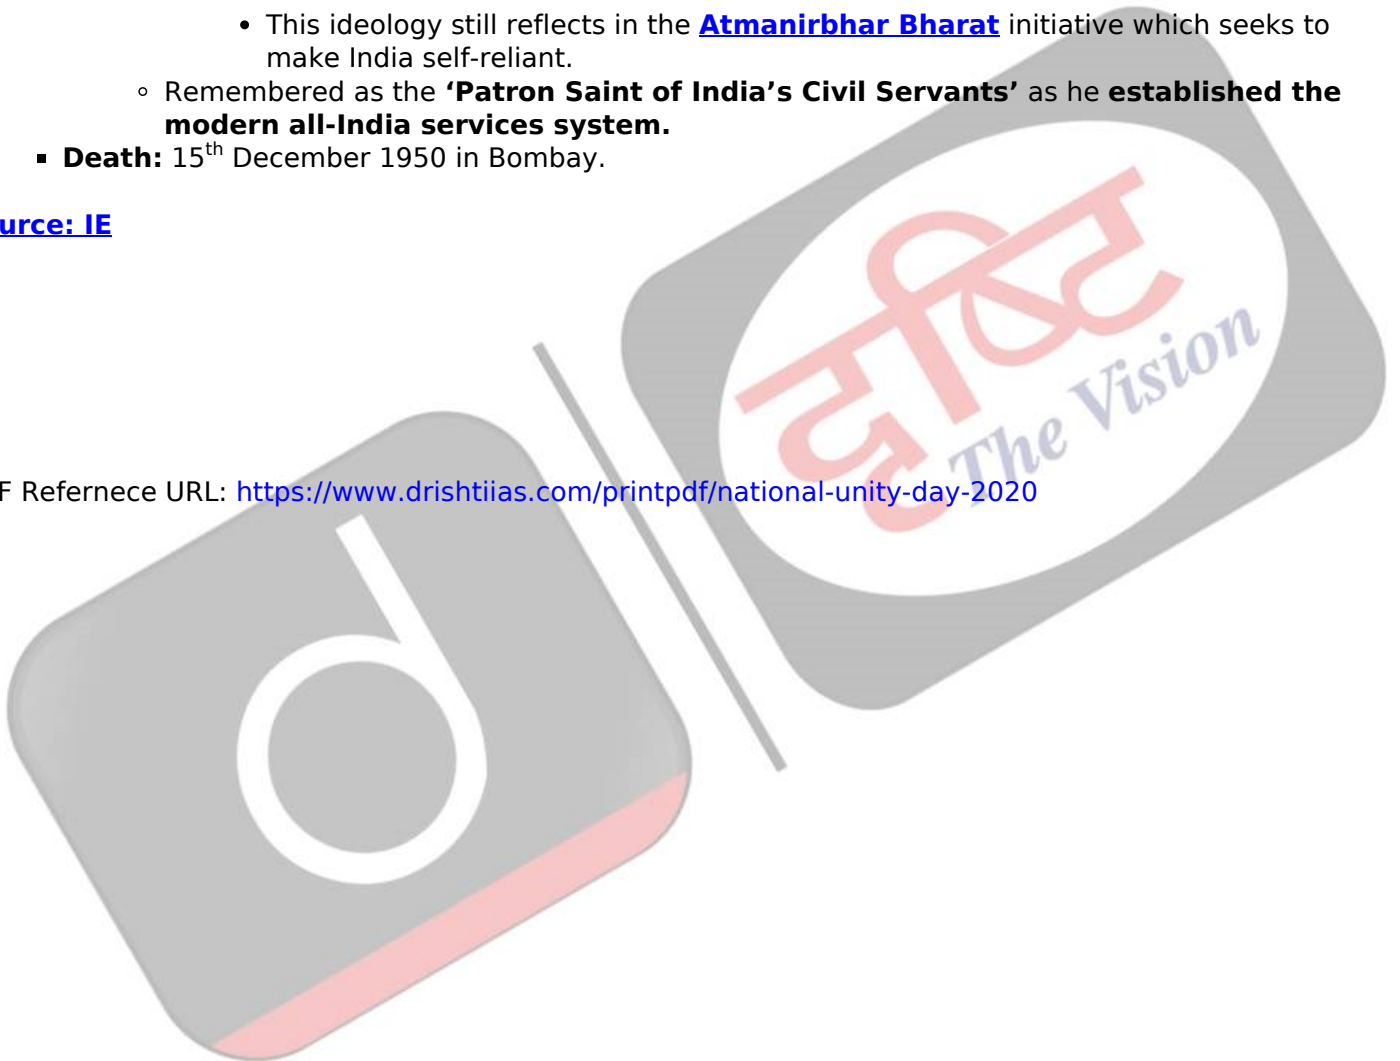 • This ideology still reflects in the Atmanirbhar Bharat initiative which seeks to
make India self-reliant.
○ Remembered as the ‘Patron Saint of India’s Civil Servants’ as he established the
modern all-India services system.
▪ Death: 15th December 1950 in Bombay.
urce: IE
दृष्टि
The Vision
F Refernece URL: https://www.drishtiias.com/printpdf/national-unity-day-2020
d